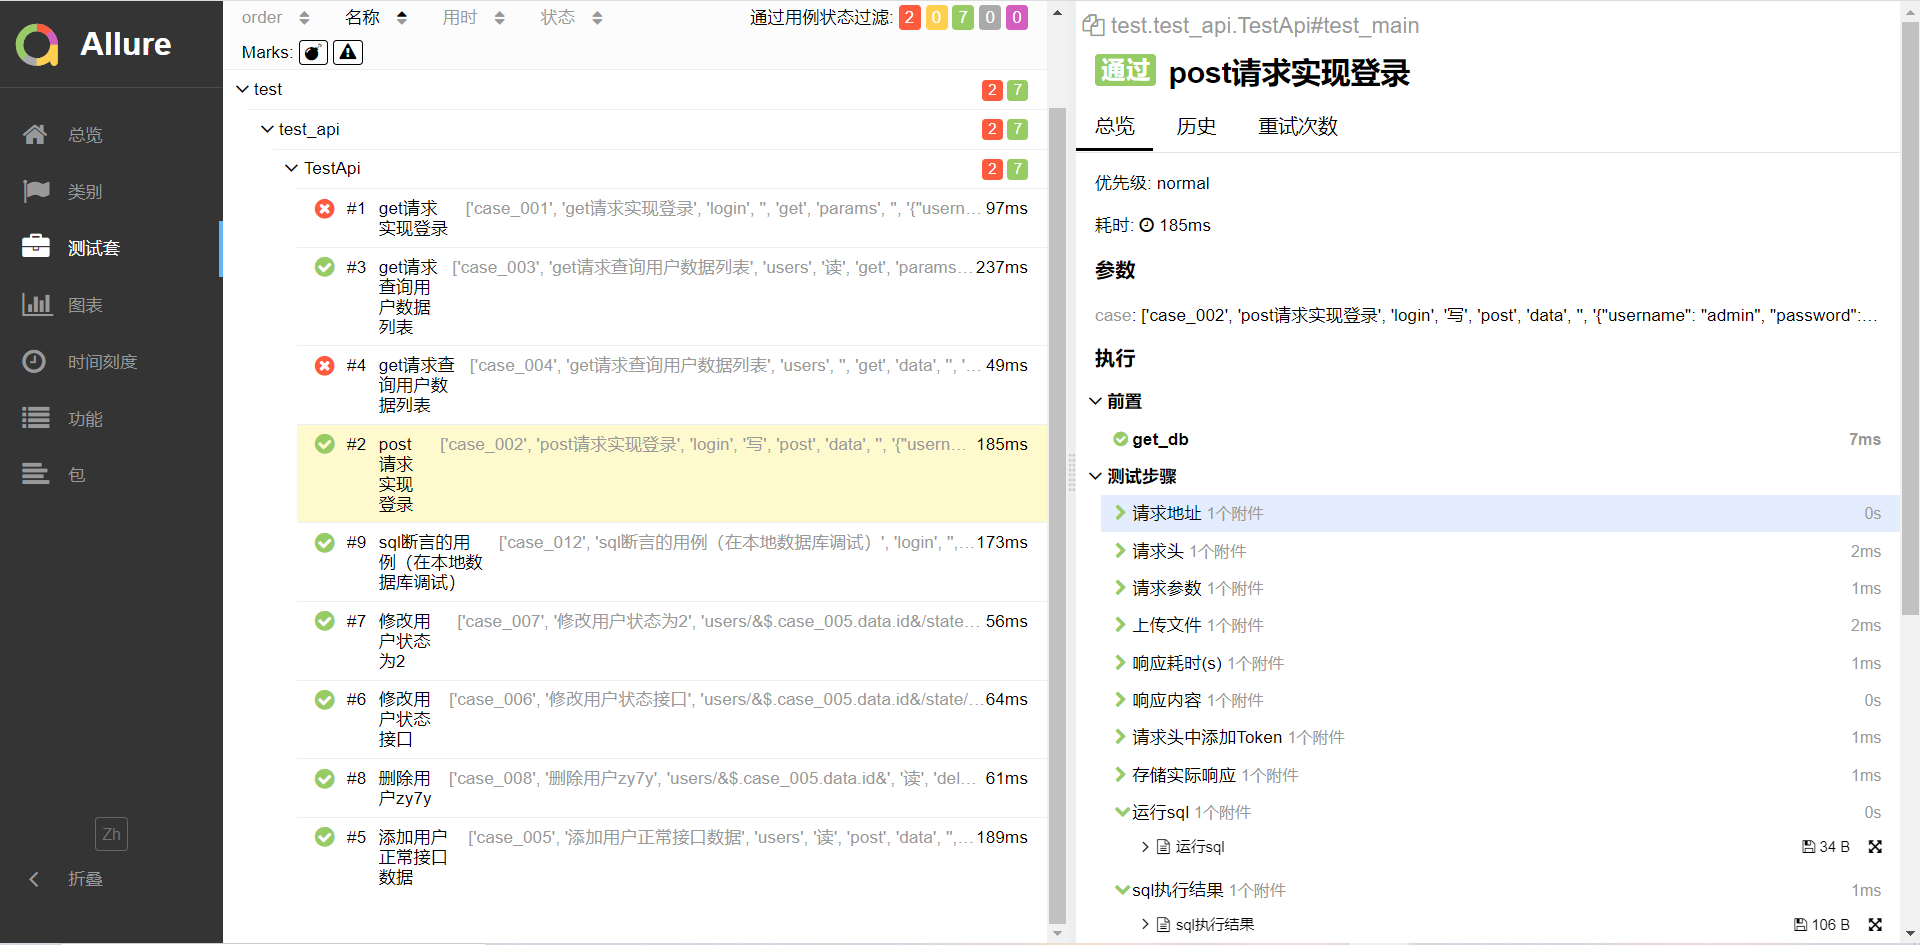 Allure
总览
类别
测试套
图表
时间刻度
功能
包
Zh
折叠
order 名称 用时 状态 通过用例状态过滤: 2 0 7 0 0
Marks:
test 2 7
test_api 2 7
TestApi 2 7
#1 get请求 ['case_001', 'get请求实现登录', 'login', '', 'get', 'params', '', '{"usern... 97ms
实现登录
#3 get请求 ['case_003', 'get请求查询用户数据列表', 'users', '读', 'get', 'params... 237ms
查询用
户数据
列表
#4 get请求查 ['case_004', 'get请求查询用户数据列表', 'users', '', 'get', 'data', '', '... 49ms
询用户数
据列表
#2 post ['case_002', 'post请求实现登录', 'login', '写', 'post', 'data', '', '{"usern... 185ms
请求
实现
登录
#9 sql断言的用 ['case_012', 'sql断言的用例（在本地数据库调试）', 'login', '',... 173ms
例（在本地数
据库调试）
#7 修改用 ['case_007', '修改用户状态为2', 'users/&$.case_005.data.id&/state... 56ms
户状态
为2
#6 修改用 ['case_006', '修改用户状态接口', 'users/&$.case_005.data.id&/state/... 64ms
户状态
接口
#8 删除用 ['case_008', '删除用户zy7y', 'users/&$.case_005.data.id&', '读', 'del... 61ms
户zy7y
#5 添加用户 ['case_005', '添加用户正常接口数据', 'users', '读', 'post', 'data', '',... 189ms
正常接口
数据
test.test_api.TestApi#test_main
通过 post请求实现登录
总览 历史 重试次数
优先级: normal
耗时: 185ms
参数
case: ['case_002', 'post请求实现登录', 'login', '写', 'post', 'data', '', '{"username": "admin", "password":...
执行
前置
get_db 7ms
测试步骤
请求地址 1个附件 0s
请求头 1个附件 2ms
请求参数 1个附件 1ms
上传文件 1个附件 2ms
响应耗时(s) 1个附件 1ms
响应内容 1个附件 0s
请求头中添加Token 1个附件 1ms
存储实际响应 1个附件 1ms
运行sql 1个附件 0s
运行sql 34 B
sql执行结果 1个附件 1ms
sql执行结果 106 B